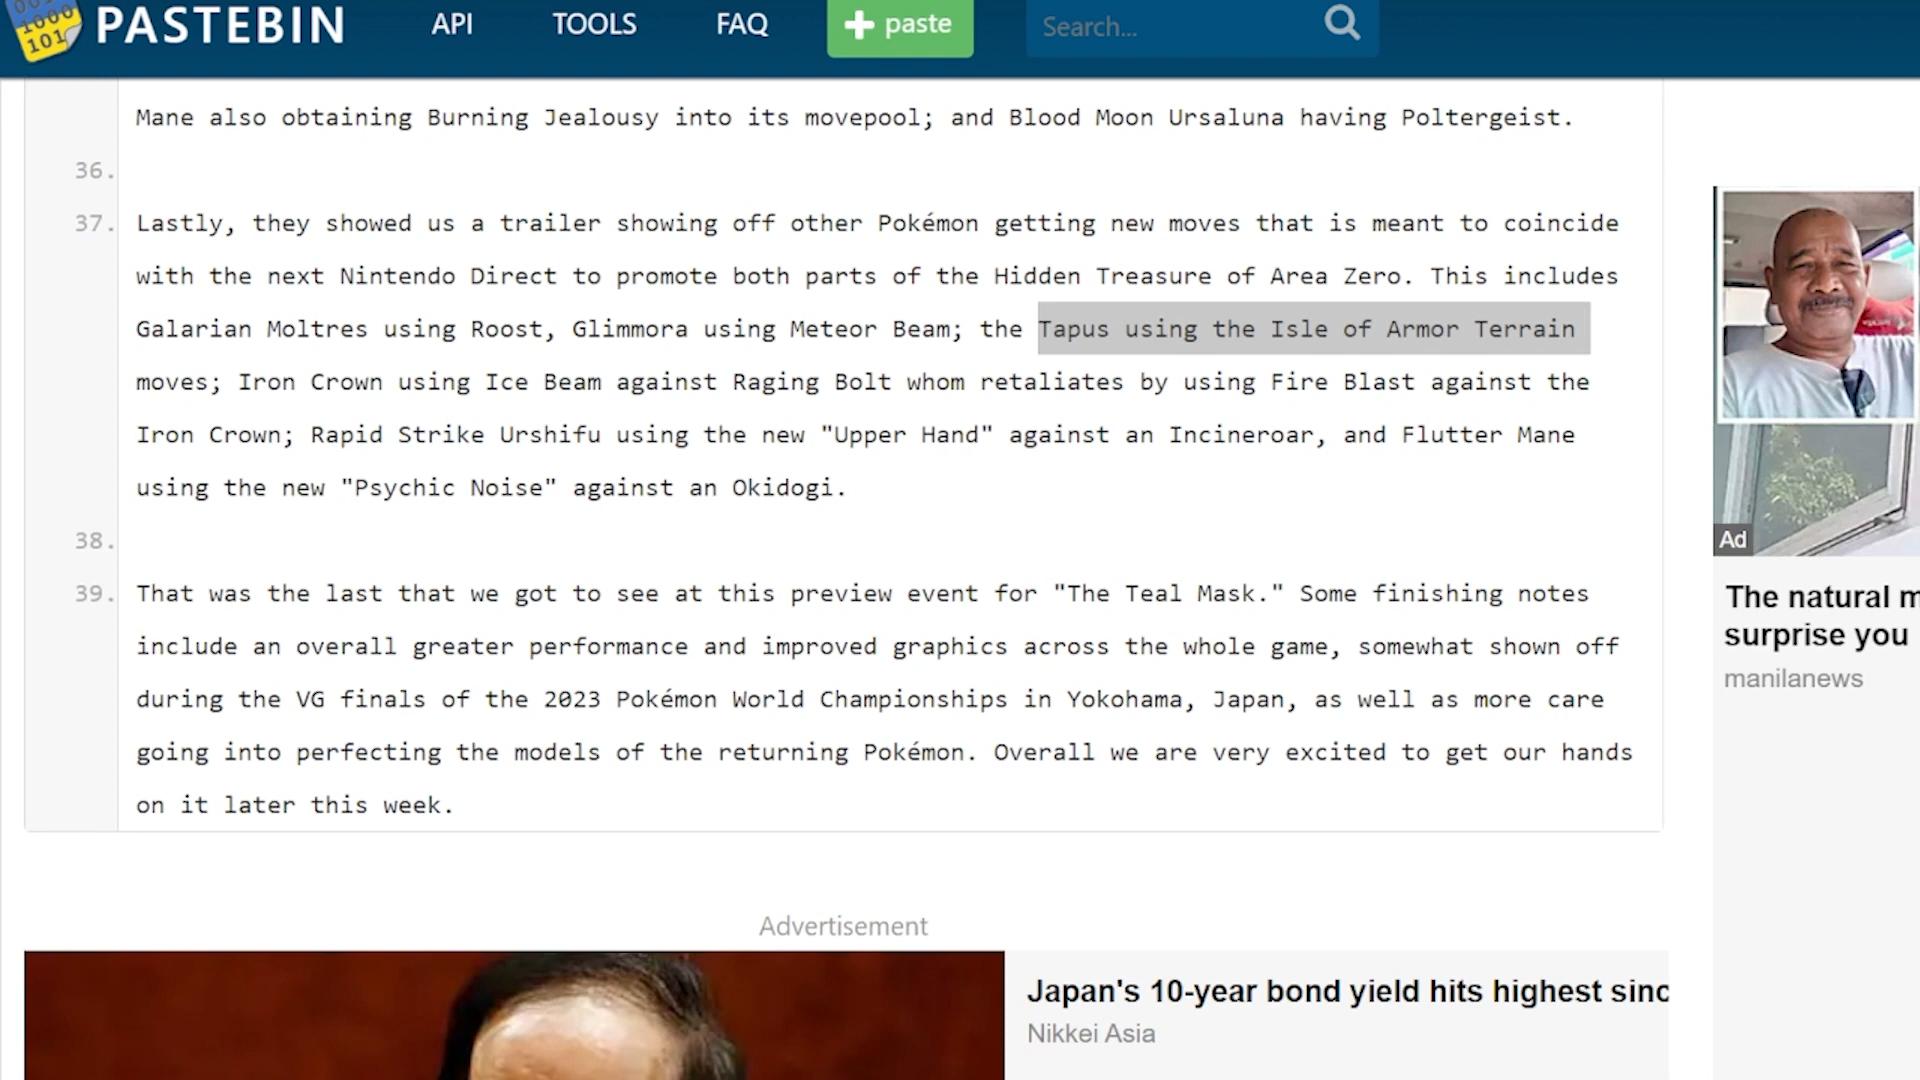 PASTEBIN API TOOLS FAQ + paste Search...
Mane also obtaining Burning Jealousy into its movepool; and Blood Moon Ursaluna having Poltergeist.
36.
37. Lastly, they showed us a trailer showing off other Pokémon getting new moves that is meant to coincide
with the next Nintendo Direct to promote both parts of the Hidden Treasure of Area Zero. This includes
Galarian Moltres using Roost, Glimmora using Meteor Beam; the Tapus using the Isle of Armor Terrain
moves; Iron Crown using Ice Beam against Raging Bolt whom retaliates by using Fire Blast against the
Iron Crown; Rapid Strike Urshifu using the new "Upper Hand" against an Incineroar, and Flutter Mane
using the new "Psychic Noise" against an Okidogi.
38.
39. That was the last that we got to see at this preview event for "The Teal Mask." Some finishing notes
include an overall greater performance and improved graphics across the whole game, somewhat shown off
during the VG finals of the 2023 Pokémon World Championships in Yokohama, Japan, as well as more care
going into perfecting the models of the returning Pokémon. Overall we are very excited to get our hands
on it later this week.
Ad
The natural m
surprise you
manilanews
Advertisement
Japan's 10-year bond yield hits highest sinc
Nikkei Asia